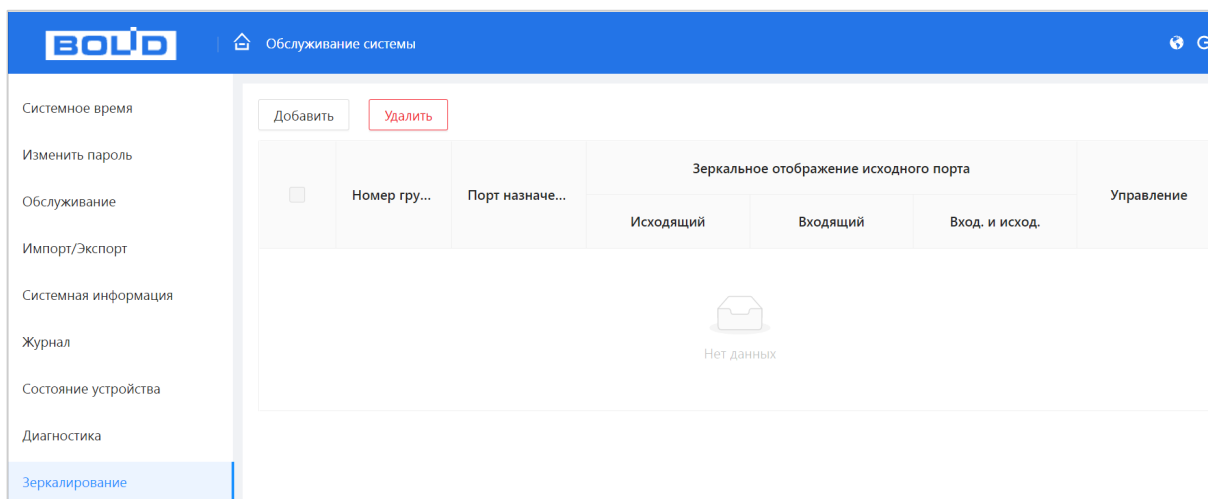 BOLID
Обслуживание системы
Системное время
Изменить пароль
Обслуживание
Импорт/Экспорт
Системная информация
Журнал
Состояние устройства
Диагностика
Зеркалирование
Добавить
Удалить
Номер гру...
Порт назначе...
Зеркальное отображение исходного порта
Исходящий
Входящий
Вход. и исход.
Управление
Нет данных